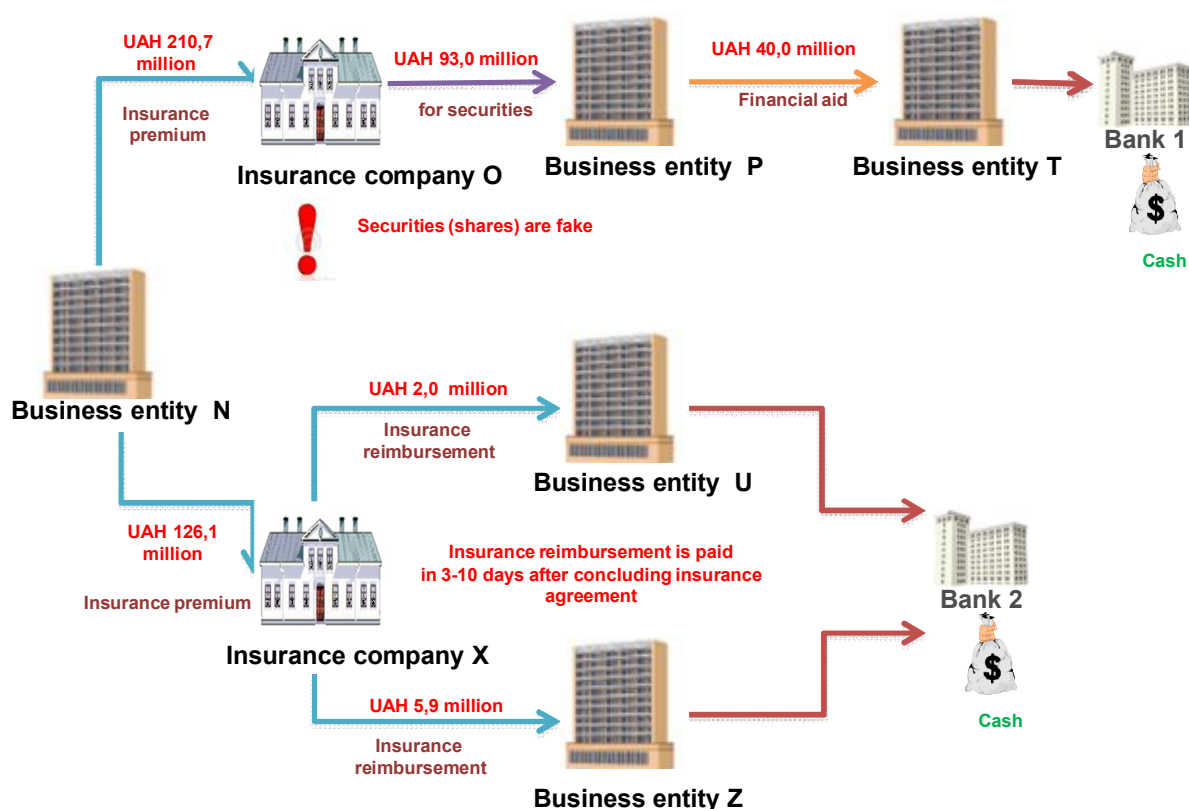 UAH 210,7
million
Insurance
premium
UAH 93,0 million
for securities
UAH 40,0 million
Financial aid
Insurance company O
Business entity P
Business entity T
Bank 1
$
Cash
Securities (shares) are fake
Business entity N
UAH 2,0 million
Insurance
reimbursement
Business entity U
UAH 126,1
million
Insurance premium
Insurance reimbursement is paid
in 3-10 days after concluding insurance
agreement
Bank 2
$
Cash
Insurance company X
UAH 5,9 million
Insurance
reimbursement
Business entity Z